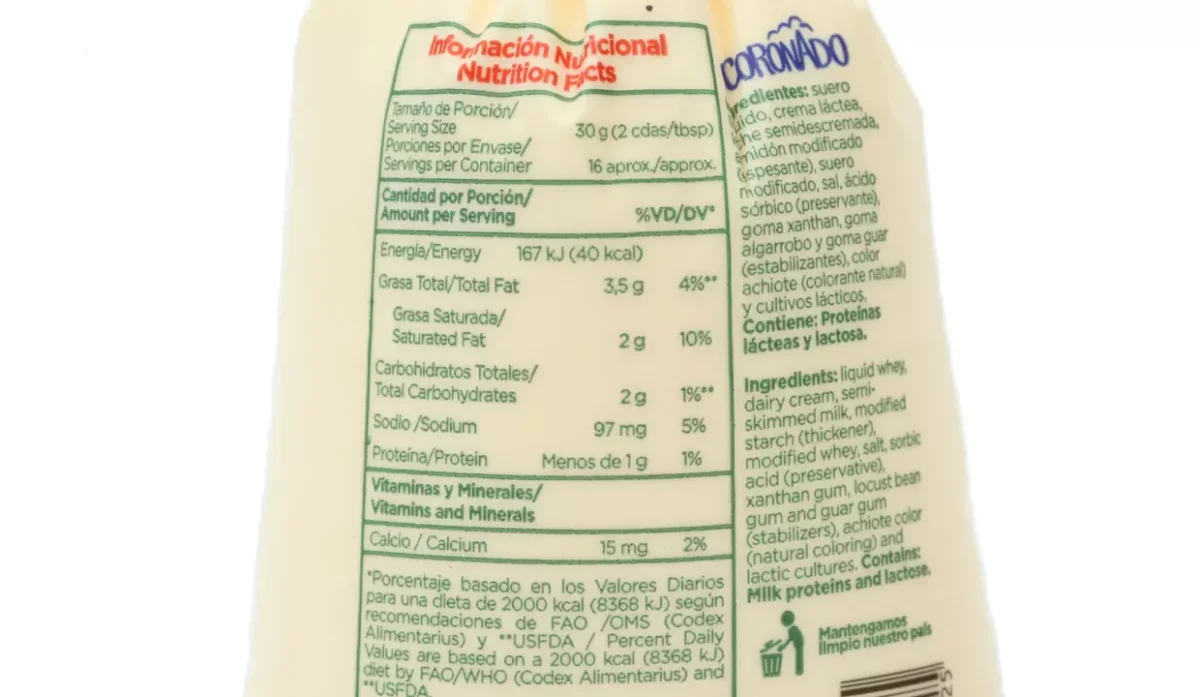 Información Nutricional
Nutrition Facts
Tamaño de Porción/
Serving Size 30 g (2 cdas/tbsp)
Porciones por Envase/
Servings per Container 16 aprox./approx.
Cantidad por Porción/
Amount per Serving %VD/DV*
Energía/Energy 167 kJ (40 kcal)
Grasa Total/Total Fat 3,5 g 4%**
Grasa Saturada/
Saturated Fat 2 g 10%
Carbohidratos Totales/
Total Carbohydrates 2 g 1%**
Sodio /Sodium 97 mg 5%
Proteína/Protein Menos de 1 g 1%
Vitaminas y Minerales/
Vitamins and Minerals
Calcio / Calcium 15 mg 2%
*Porcentaje basado en los Valores Diarios
para una dieta de 2000 kcal (8368 kJ) según
recomendaciones de FAO /OMS (Codex
Alimentarius) y **USFDA / Percent Daily
Values are based on a 2000 kcal (8368 kJ)
diet by FAO/WHO (Codex Alimentarius) and
**USFDA.
CORONADO
Ingredientes: suero
fluido, crema láctea,
leche semidescremada,
almidón modificado
(espesante), suero
modificado, sal, ácido
sórbico (preservante),
goma xanthan, goma
algarrobo y goma guar
(estabilizantes), color
achiote (colorante natural)
y cultivos lácticos.
Contiene: Proteínas
lácteas y lactosa.
Ingredients: liquid whey,
dairy cream, semi-
skimmed milk, modified
starch (thickener),
modified whey, salt, sorbic
acid (preservative),
xanthan gum, locust bean
gum and guar gum
(stabilizers), achiote color
(natural coloring) and
lactic cultures. Contains:
Milk proteins and lactose.
Mantengamos
limpio nuestro país
25